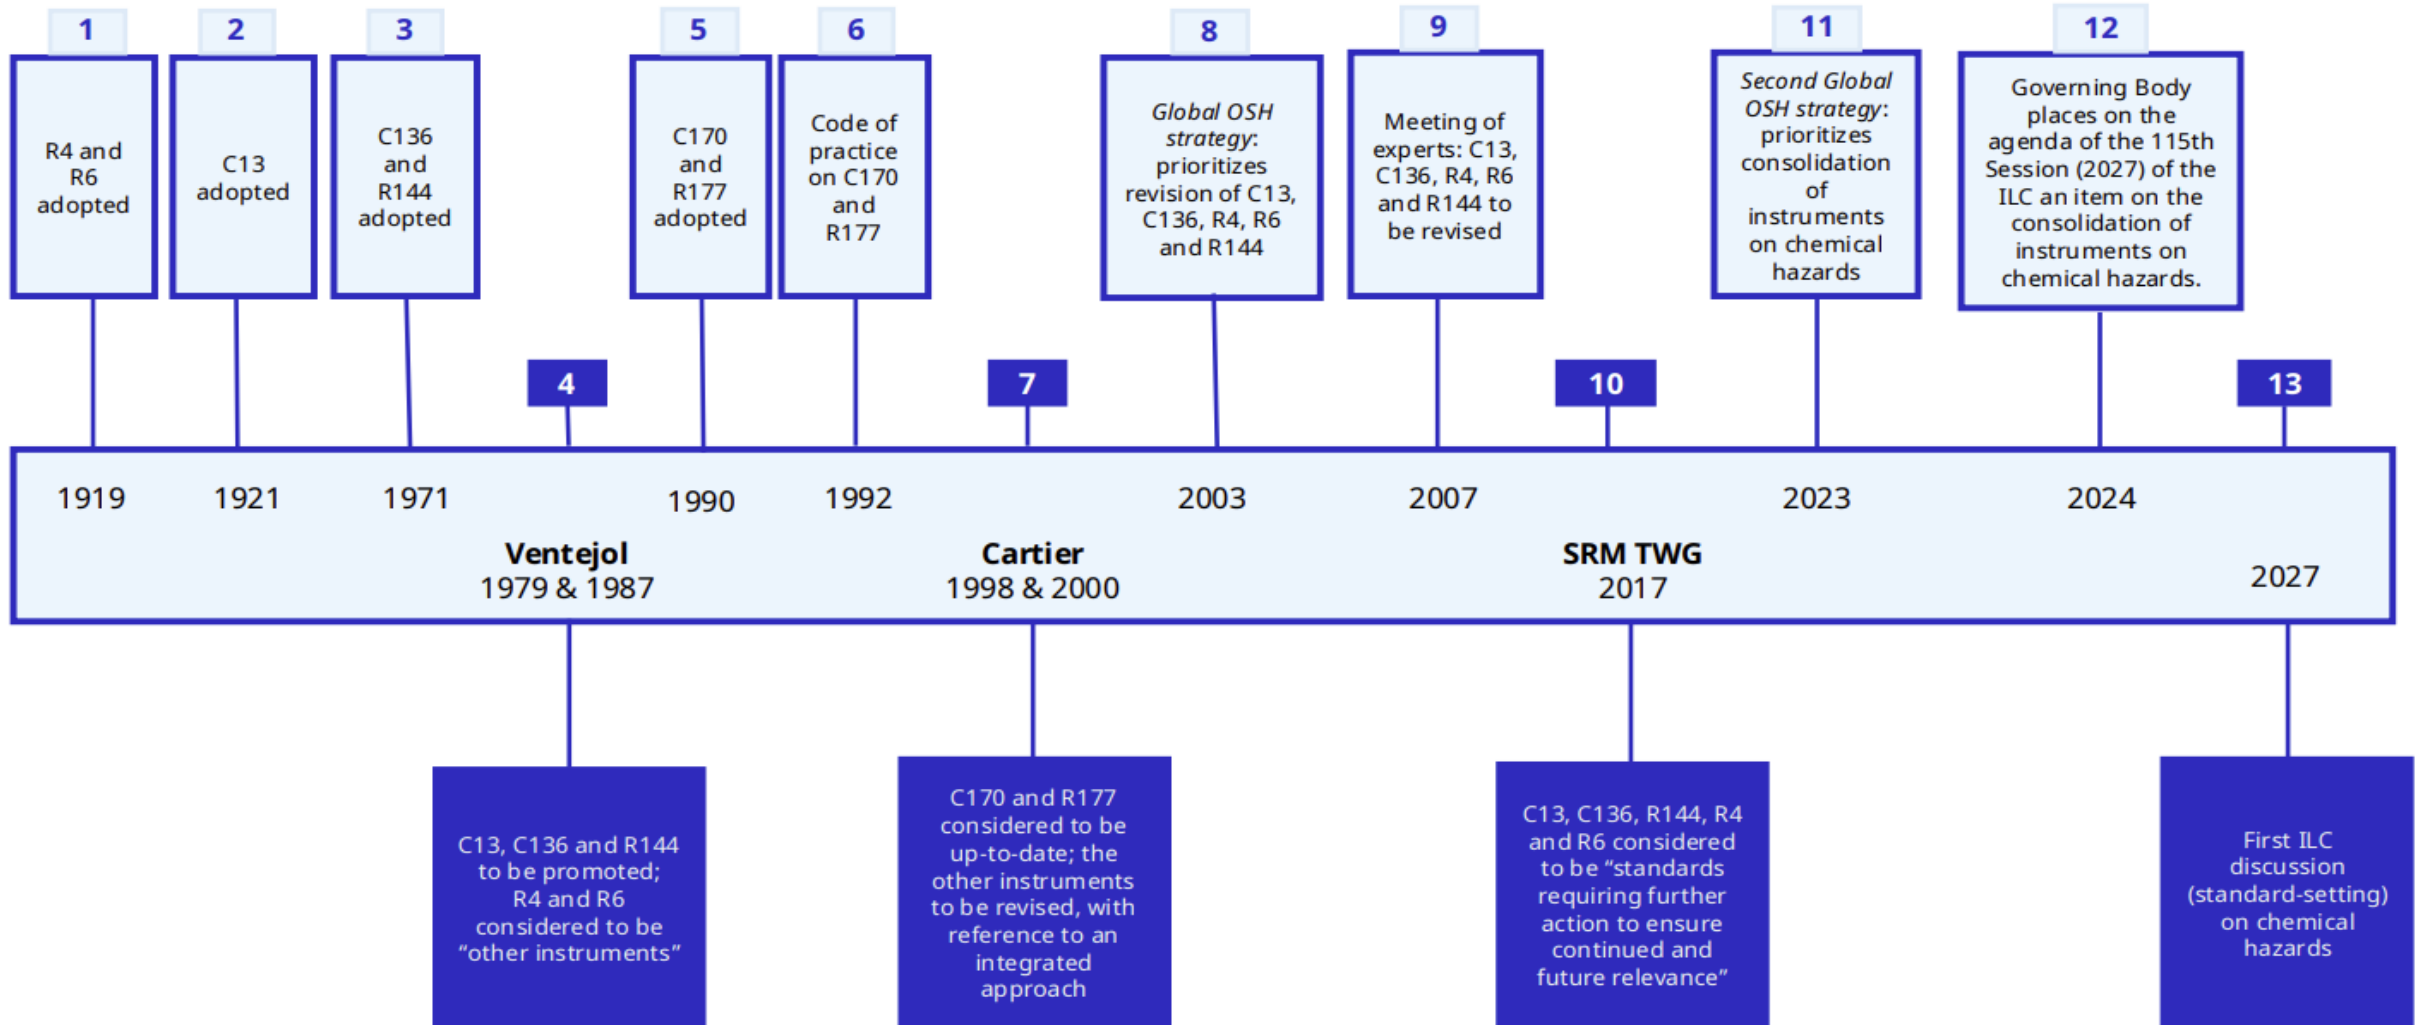 1
R4 and
R6
adopted
2
C13
adopted
3
C136
and
R144
adopted
5
C170
and
R177
adopted
6
Code of
practice
on C170
and
R177
8
Global OSH
strategy:
prioritizes
revision of C13,
C136, R4, R6
and R144
9
Meeting of
experts: C13,
C136, R4, R6
and R144 to
be revised
11
Second Global
OSH strategy:
prioritizes
consolidation
of
instruments
on chemical
hazards
12
Governing Body
places on the
agenda of the 115th
Session (2027) of the
ILC an item on the
consolidation of
instruments on
chemical hazards.
4
7
10
13
1919
1921
1971
1990
1992
2003
2007
2023
2024
Ventejol
1979 & 1987
Cartier
1998 & 2000
SRM TWG
2017
2027
C13, C136 and R144
to be promoted;
R4 and R6
considered to be
“other instruments”
C170 and R177
considered to be
up-to-date; the
other instruments
to be revised, with
reference to an
integrated
approach
C13, C136, R144, R4
and R6 considered
to be “standards
requiring further
action to ensure
continued and
future relevance”
First ILC
discussion
(standard-setting)
on chemical
hazards